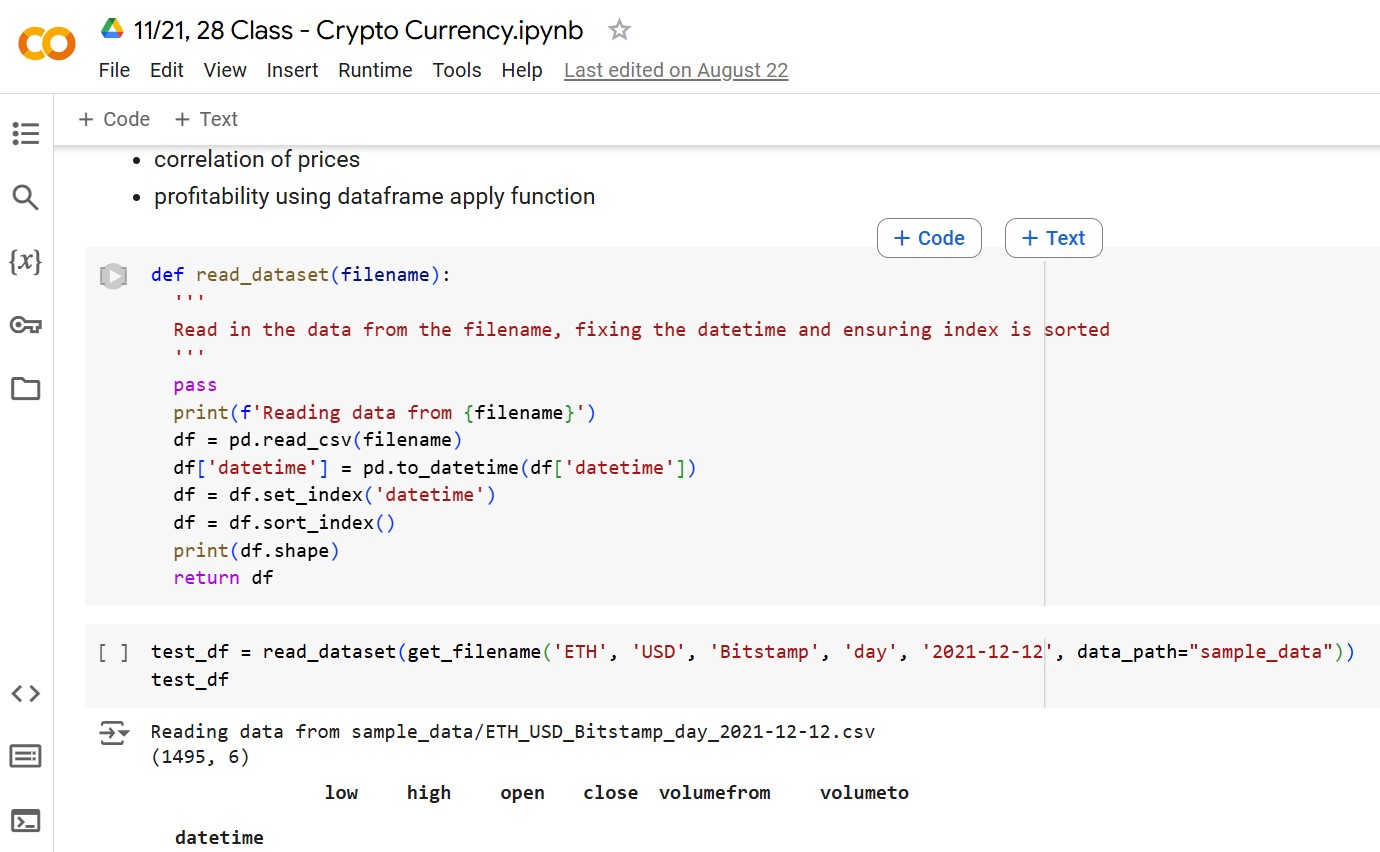 11/21, 28 Class - Crypto Currency.ipynb
File Edit View Insert Runtime Tools Help Last edited on August 22
+ Code + Text
• correlation of prices
• profitability using dataframe apply function
+ Code + Text
def read_dataset(filename):
'''
Read in the data from the filename, fixing the datetime and ensuring index is sorted
'''
pass
print(f'Reading data from {filename}')
df = pd.read_csv(filename)
df['datetime'] = pd.to_datetime(df['datetime'])
df = df.set_index('datetime')
df = df.sort_index()
print(df.shape)
return df
[ ] test_df = read_dataset(get_filename('ETH', 'USD', 'Bitstamp', 'day', '2021-12-12', data_path="sample_data"))
test_df
Reading data from sample_data/ETH_USD_Bitstamp_day_2021-12-12.csv
(1495, 6)
low high open close volumefrom volumeto
datetime